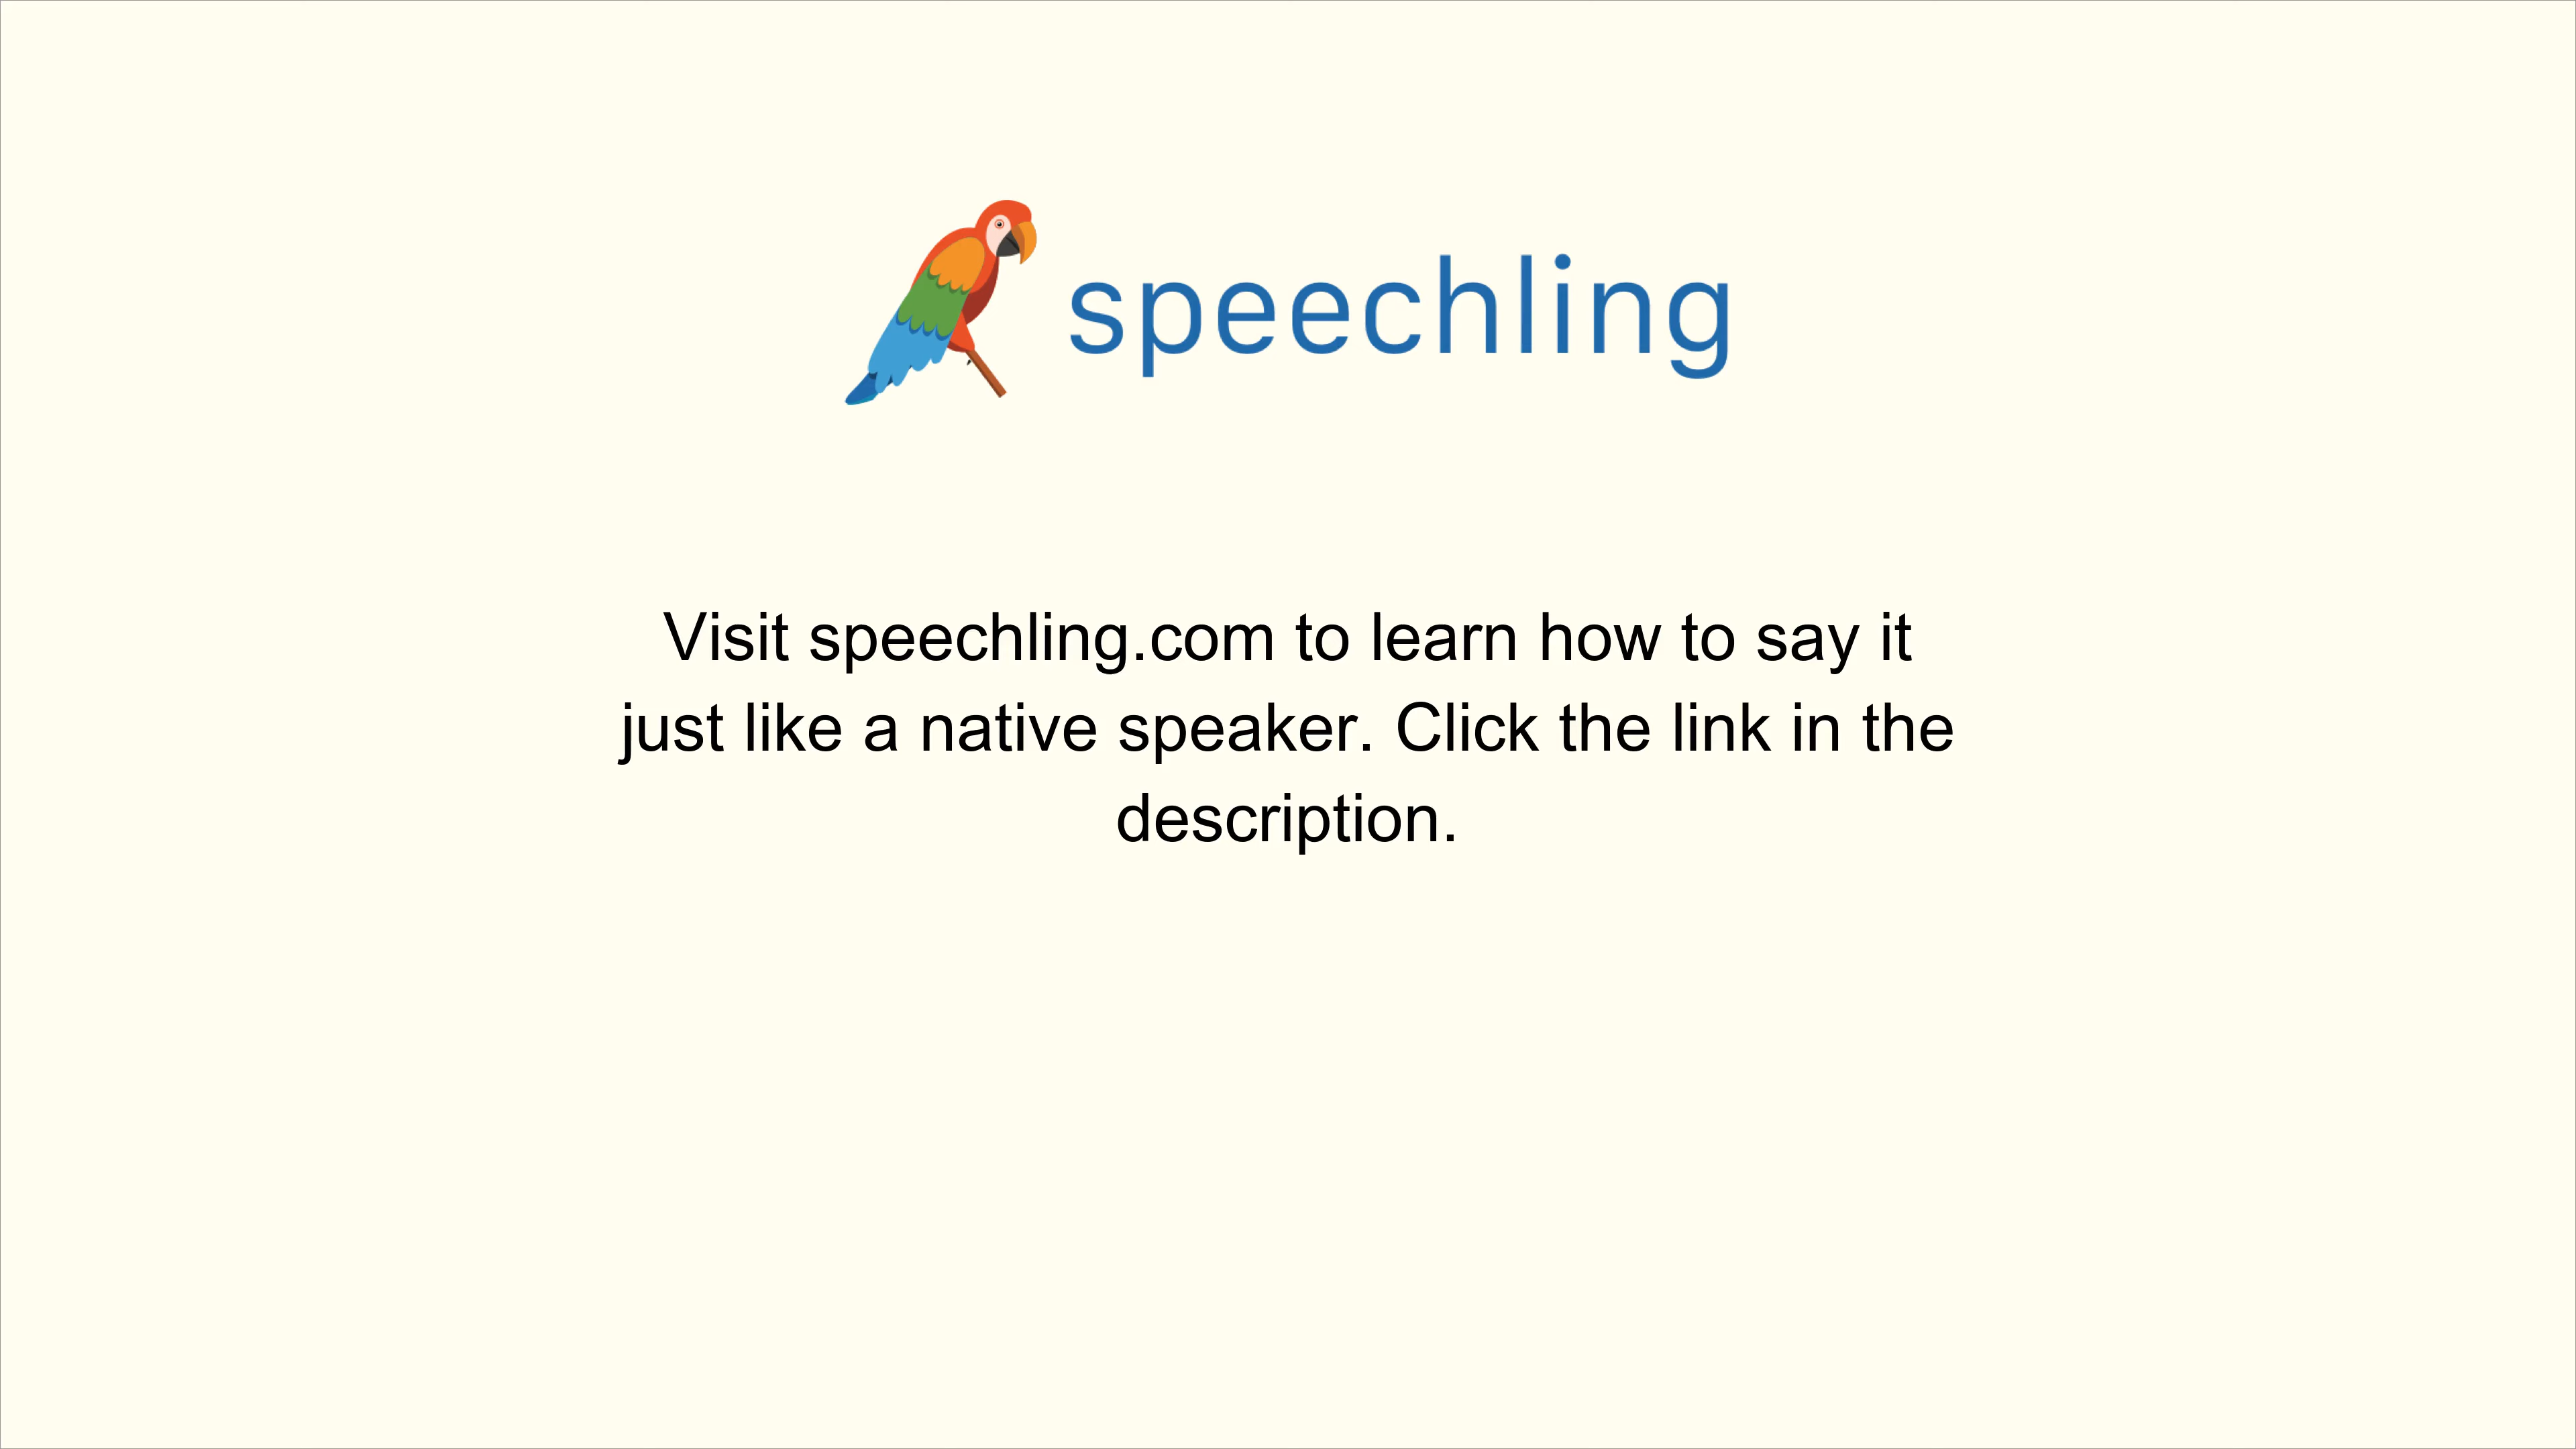 speechling
Visit speechling.com to learn how to say it
just like a native speaker. Click the link in the
description.